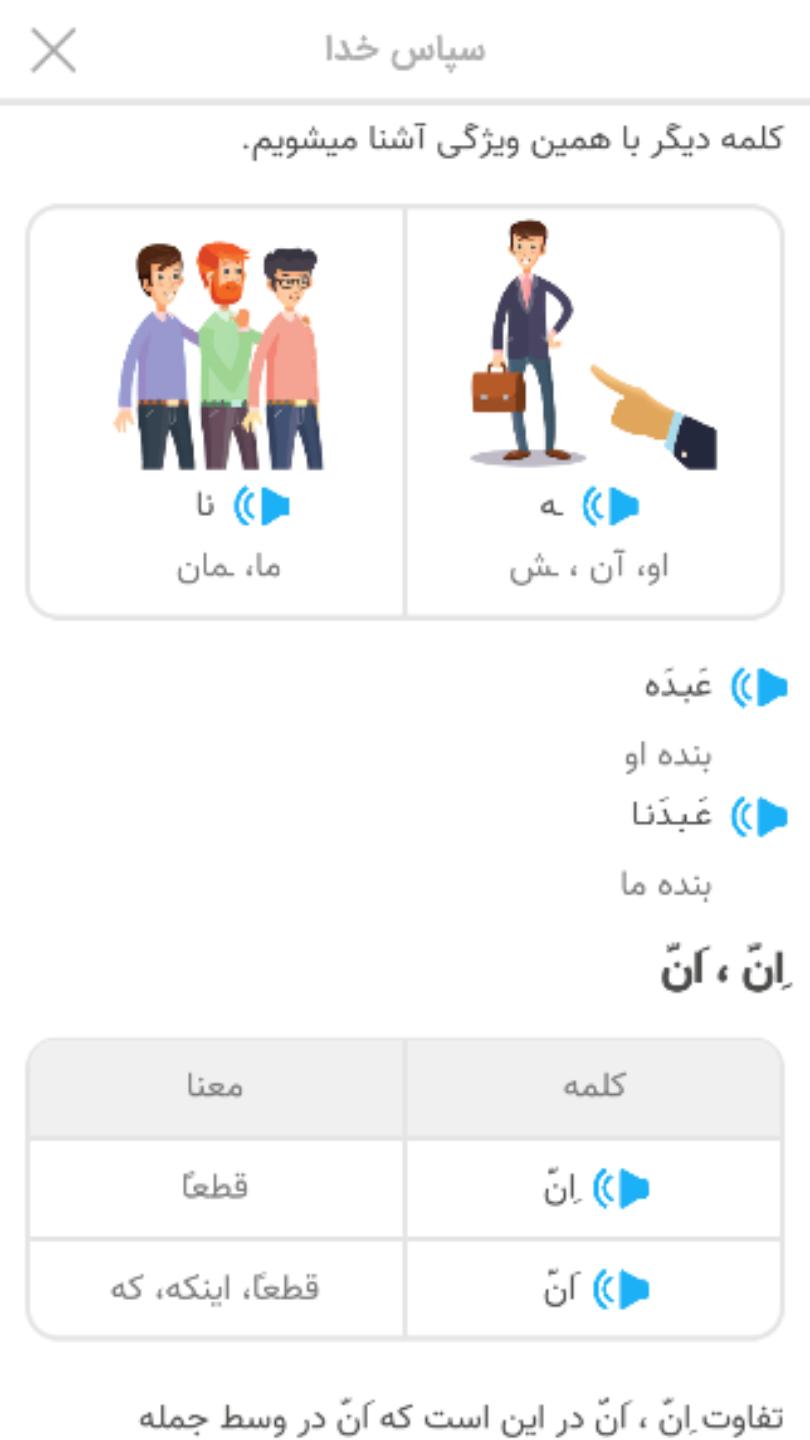 سپاس خدا
کلمه دیگر با همین ویژگی آشنا میشویم.
ـه
او، آن ، ـش
نا
ما، ـمان
عَبدَه
بنده او
عَبدَنا
بنده ما
اِنّ ، اَنّ
کلمه
معنا
اِنّ
قطعاً
اَنّ
قطعاً، اینکه، که
تفاوت اِنّ ، اَنّ در این است که اَنّ در وسط جمله